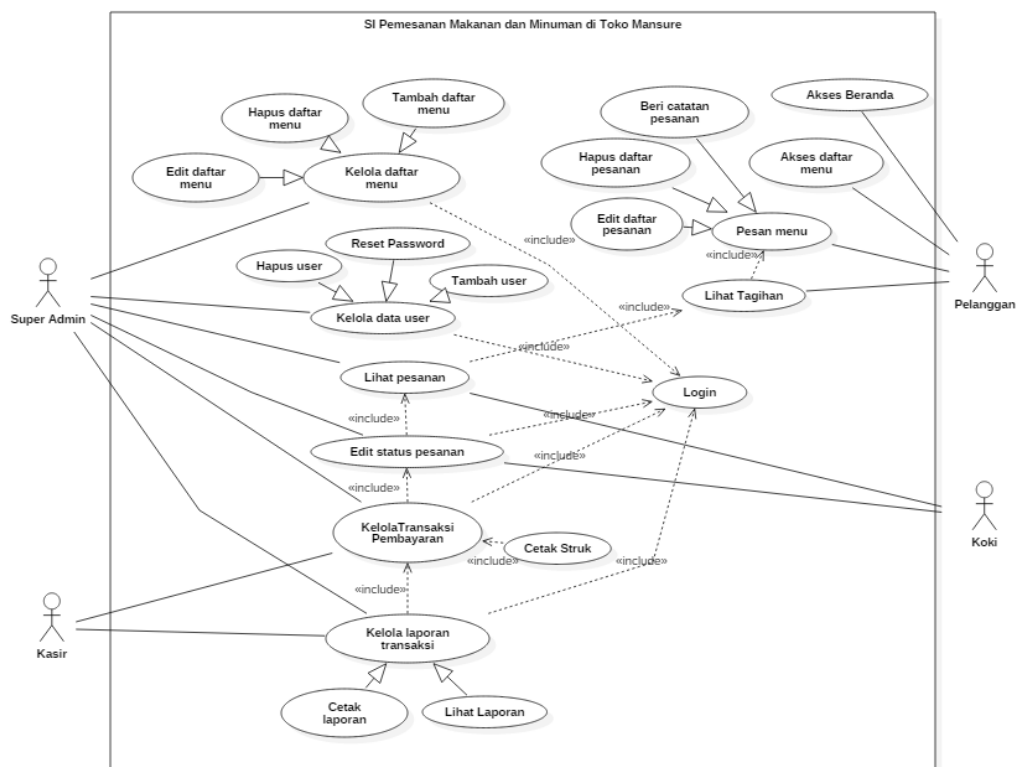 SI Pemesanan Makanan dan Minuman di Toko Mansure
Tambah daftar
menu
Hapus daftar
menu
Edit daftar
menu
Kelola daftar
menu
Beri catatan
pesanan
Akses Beranda
Hapus daftar
pesanan
Akses daftar
menu
Edit daftar
pesanan
Pesan menu
«include»
«include»
Reset Password
Hapus user
Tambah user
Kelola data user
Lihat Tagihan
«include»
Super Admin
Pelanggan
«include»
Lihat pesanan
Login
«include»
«include»
Edit status pesanan
«include»
«include»
KelolaTransaksi
Pembayaran
Cetak Struk
«include»
«include»
«include»
Koki
Kasir
Kelola laporan
transaksi
Cetak
laporan
Lihat Laporan